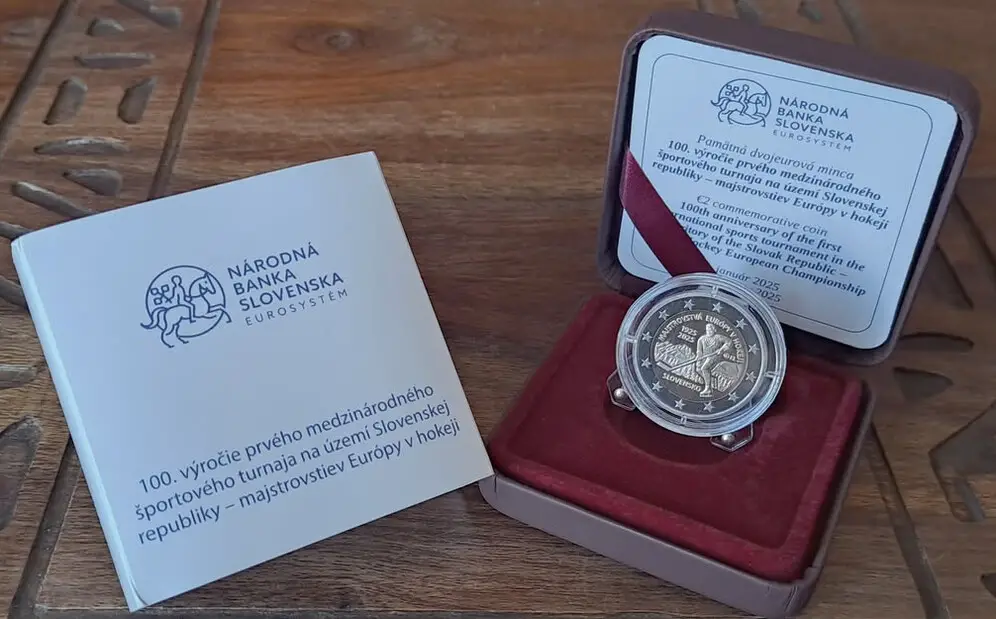 NÁRODNÁ
BANKA
SLOVENSKA
EUROSYSTÉM
100. výročie prvého medzinárodného
športového turnaja na území Slovenskej
republiky – majstrovstiev Európy v hokeji
NÁRODNÁ
BANKA
SLOVENSKA
EUROSYSTÉM
Pamätná dvojeurová minca
100. výročie prvého medzinárodného
športového turnaja na území Slovenskej
republiky – majstrovstiev Európy v hokeji
€2 commemorative coin
100th anniversary of the first
international sports tournament in the
territory of the Slovak Republic –
Hockey European Championship
január 2025
2025
MAJSTROVSTVÁ EURÓPY V HOKEJI
1925
2025
SLOVENSKO